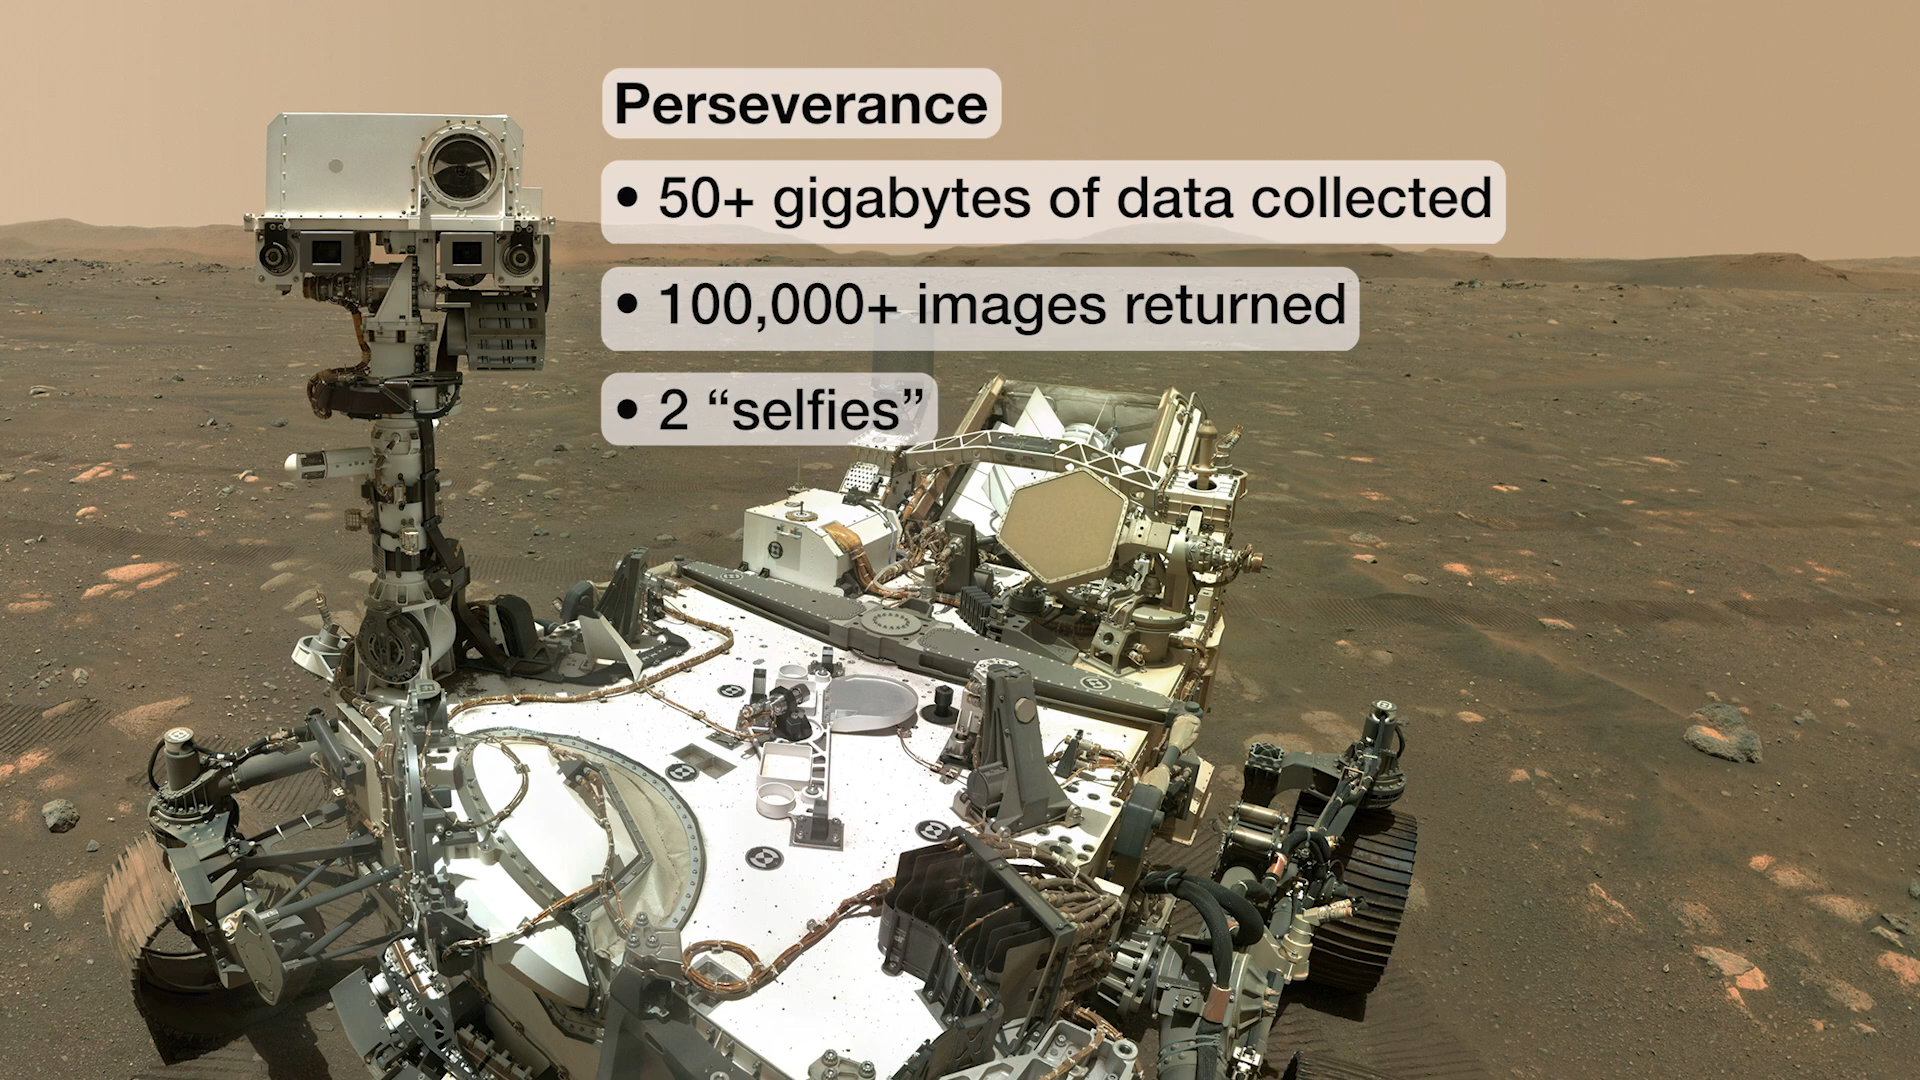 Perseverance
• 50+ gigabytes of data collected
• 100,000+ images returned
• 2 “selfies”